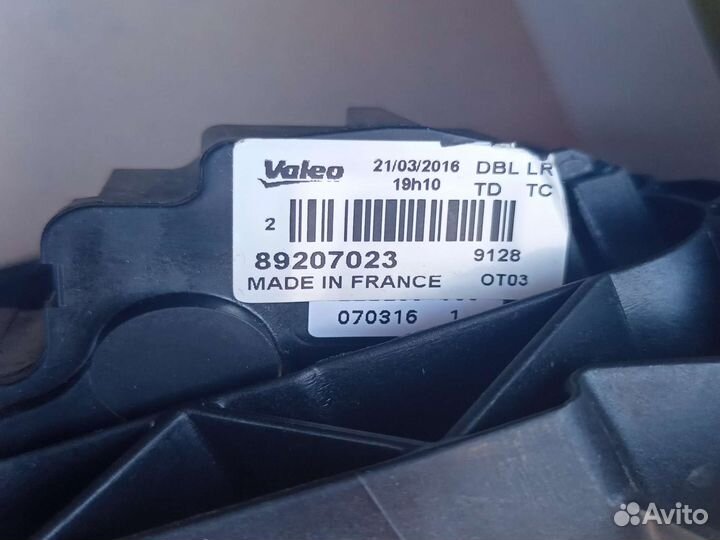 Valeo 21/03/2016 DBL LR
19h10 TD TC
2
89207023 9128
MADE IN FRANCE OT03
070316 1
Avito